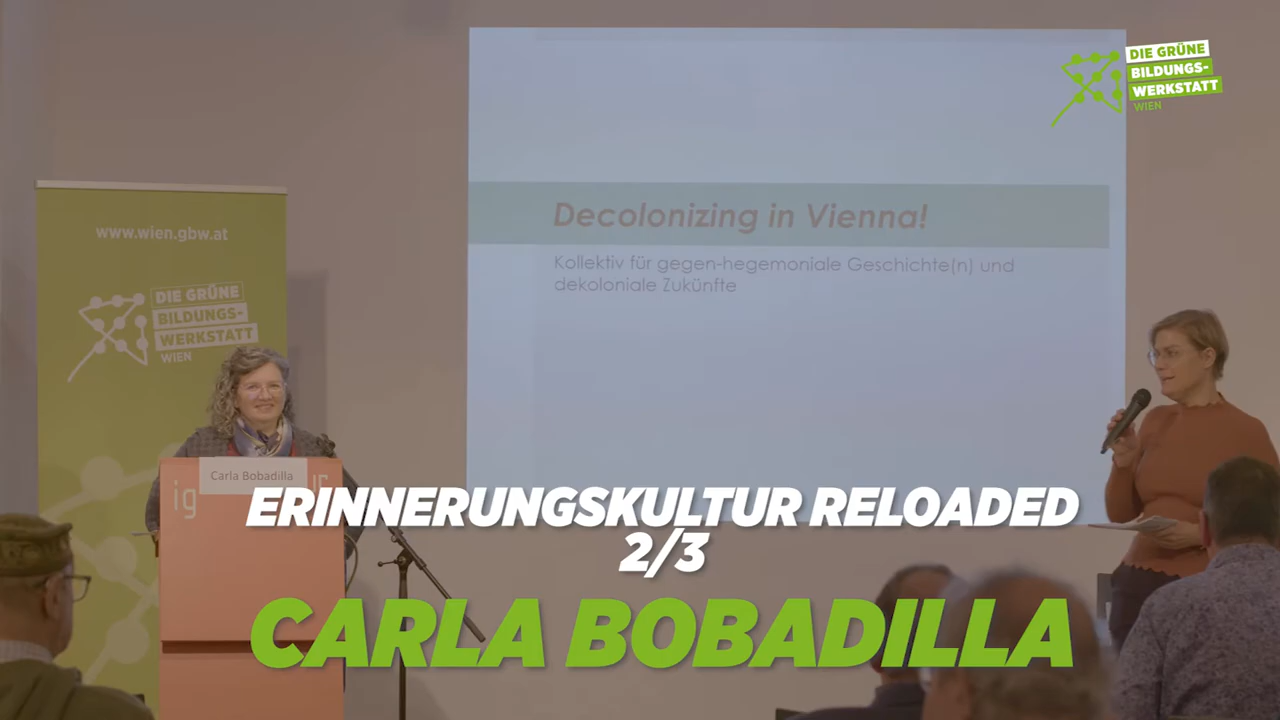 DIE GRÜNE
BILDUNGS-
WERKSTATT
WIEN
Decolonizing in Vienna!
Kollektiv für gegen-hegemoniale Geschichte(n) und
dekoloniale Zukünfte
www.wien.gbw.at
DIE GRÜNE
BILDUNGS-
WERKSTATT
WIEN
Carla Bobadilla
ig
ERINNERUNGSKULTUR RELOADED
2/3
CARLA BOBADILLA